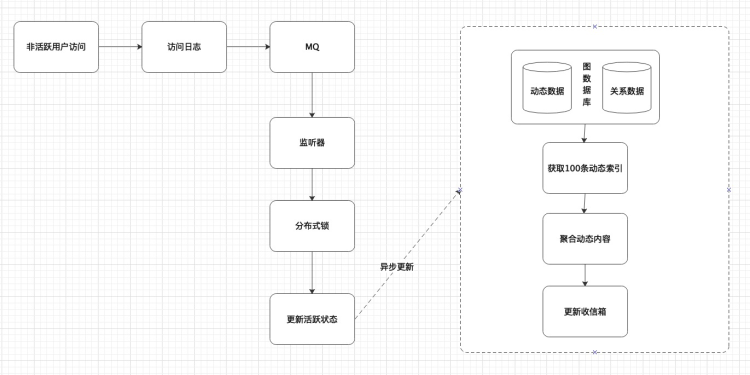 非活跃用户访问
访问日志
MQ
监听器
分布式锁
更新活跃状态
异步更新
动态数据
图数据库
关系数据
获取100条动态索引
聚合动态内容
更新收信箱